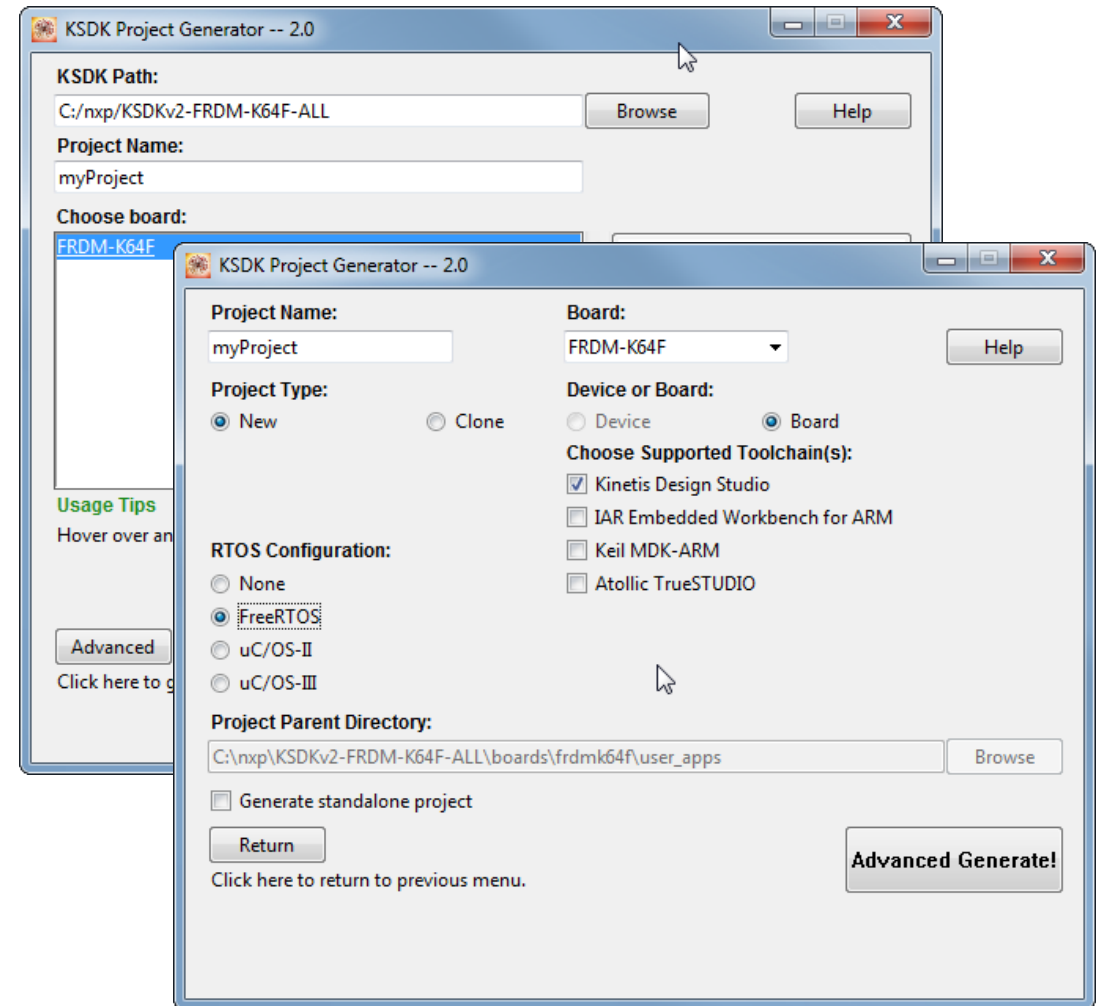 KSDK Project Generator -- 2.0
KSDK Path:
C:/nxp/KSDKv2-FRDM-K64F-ALL
Browse
Help
Project Name:
myProject
Choose board:
FRDM-K64F
Usage Tips
Hover over an
Advanced
Click here to g
KSDK Project Generator -- 2.0
Project Name:
Board:
myProject
FRDM-K64F
Help
Project Type:
Device or Board:
New
Clone
Device
Board
Choose Supported Toolchain(s):
Kinetis Design Studio
IAR Embedded Workbench for ARM
RTOS Configuration:
Keil MDK-ARM
None
Atollic TrueSTUDIO
FreeRTOS
uC/OS-II
uC/OS-III
Project Parent Directory:
C:\nxp\KSDKv2-FRDM-K64F-ALL\boards\frdmk64f\user_apps
Browse
Generate standalone project
Return
Advanced Generate!
Click here to return to previous menu.